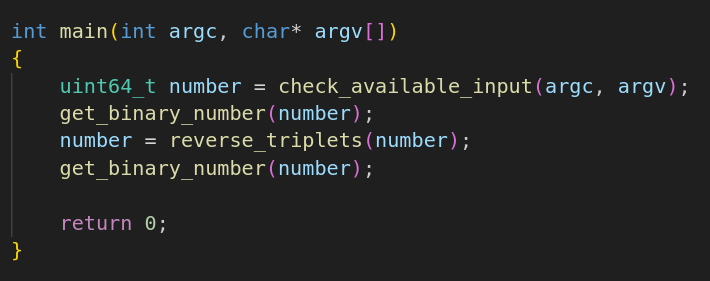 int main(int argc, char* argv[])
{
    uint64_t number = check_available_input(argc, argv);
    get_binary_number(number);
    number = reverse_triplets(number);
    get_binary_number(number);

    return 0;
}